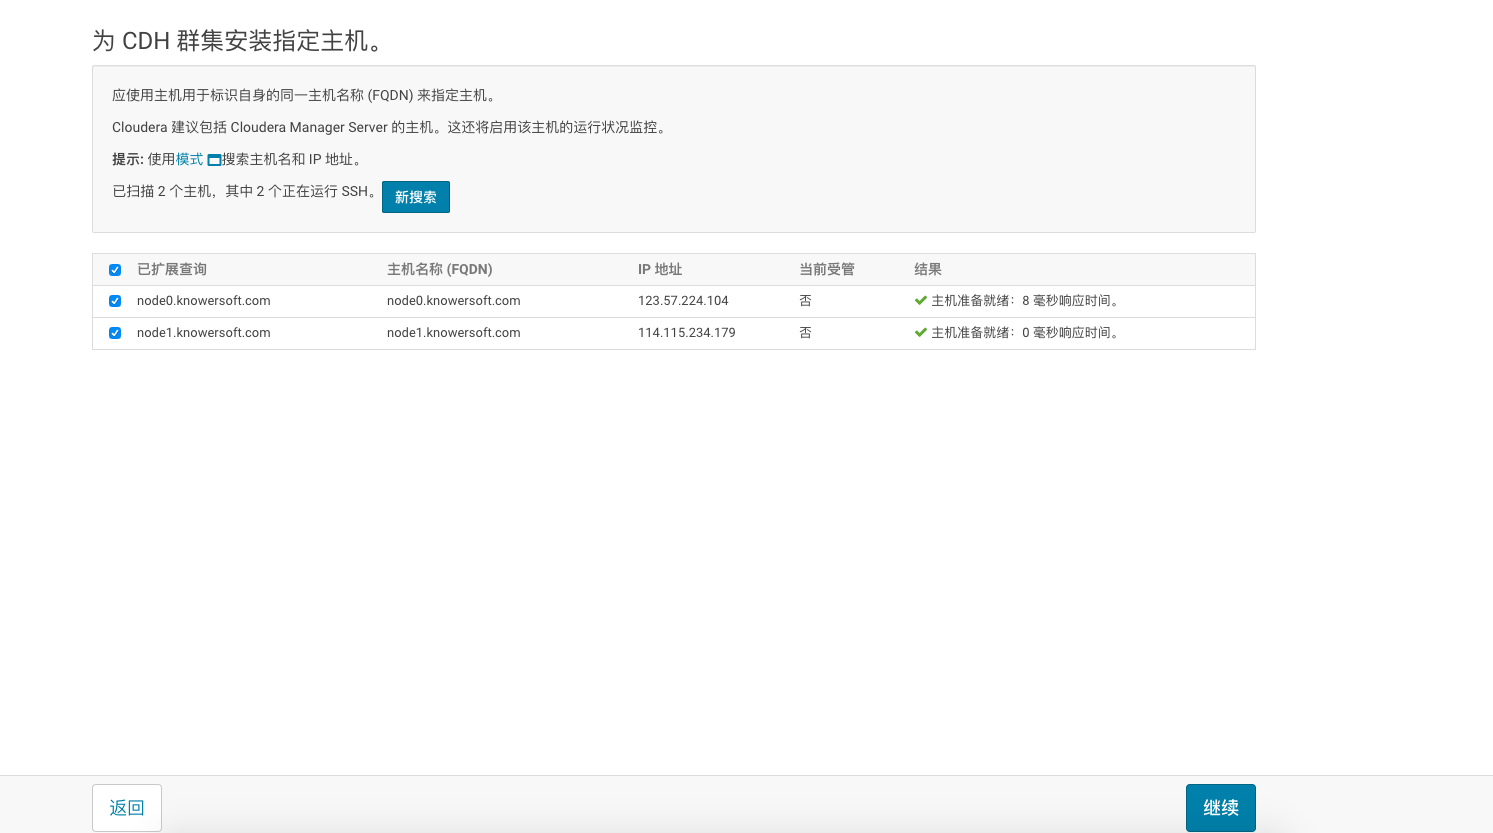 为 CDH 群集安装指定主机。
应使用主机用于标识自身的同一主机名称 (FQDN) 来指定主机。
Cloudera 建议包括 Cloudera Manager Server 的主机。这还将启用该主机的运行状况监控。
提示: 使用模式 搜索主机名和 IP 地址。
已扫描 2 个主机，其中 2 个正在运行 SSH。 新搜索
已扩展查询 主机名称 (FQDN) IP 地址 当前受管 结果
node0.knowersoft.com node0.knowersoft.com 123.57.224.104 否 主机准备就绪：8 毫秒响应时间。
node1.knowersoft.com node1.knowersoft.com 114.115.234.179 否 主机准备就绪：0 毫秒响应时间。
返回 继续